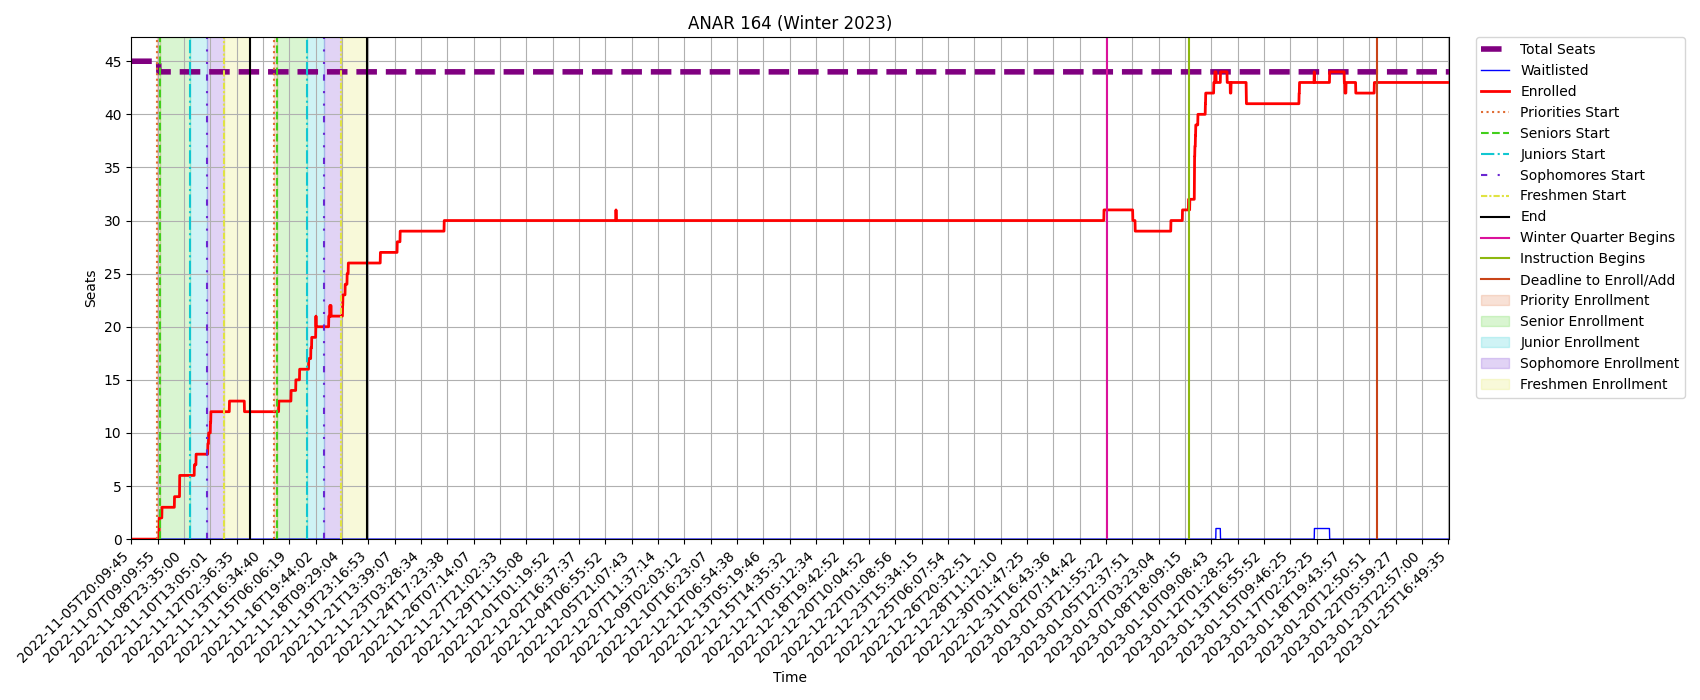 ANAR 164 (Winter 2023)
Seats
45
40
35
30
25
20
15
10
5
0
2022-11-05T20:09:45
2022-11-07T09:09:55
2022-11-08T23:35:00
2022-11-10T13:05:01
2022-11-12T02:36:35
2022-11-13T16:34:40
2022-11-15T06:06:19
2022-11-16T19:44:02
2022-11-18T09:29:04
2022-11-19T23:16:53
2022-11-21T13:39:07
2022-11-23T03:28:34
2022-11-24T17:23:38
2022-11-26T07:14:07
2022-11-27T21:02:33
2022-11-29T11:15:08
2022-12-01T01:19:52
2022-12-02T16:37:37
2022-12-04T06:55:52
2022-12-05T21:07:43
2022-12-07T11:37:14
2022-12-09T02:03:12
2022-12-10T16:23:07
2022-12-12T06:54:38
2022-12-13T05:19:46
2022-12-15T14:35:32
2022-12-17T05:12:34
2022-12-18T19:42:52
2022-12-20T10:04:52
2022-12-22T01:08:56
2022-12-23T15:34:15
2022-12-25T06:07:54
2022-12-26T20:32:51
2022-12-28T11:12:10
2022-12-30T01:47:25
2022-12-31T16:43:36
2023-01-02T07:14:42
2023-01-03T21:55:22
2023-01-05T12:37:51
2023-01-07T03:23:04
2023-01-08T18:09:15
2023-01-10T09:08:43
2023-01-12T01:28:52
2023-01-13T16:55:52
2023-01-15T09:46:25
2023-01-17T02:25:25
2023-01-18T19:43:57
2023-01-20T12:50:51
2023-01-22T05:59:27
2023-01-23T22:57:00
2023-01-25T16:49:35
Time
Total Seats
Waitlisted
Enrolled
Priorities Start
Seniors Start
Juniors Start
Sophomores Start
Freshmen Start
End
Winter Quarter Begins
Instruction Begins
Deadline to Enroll/Add
Priority Enrollment
Senior Enrollment
Junior Enrollment
Sophomore Enrollment
Freshmen Enrollment